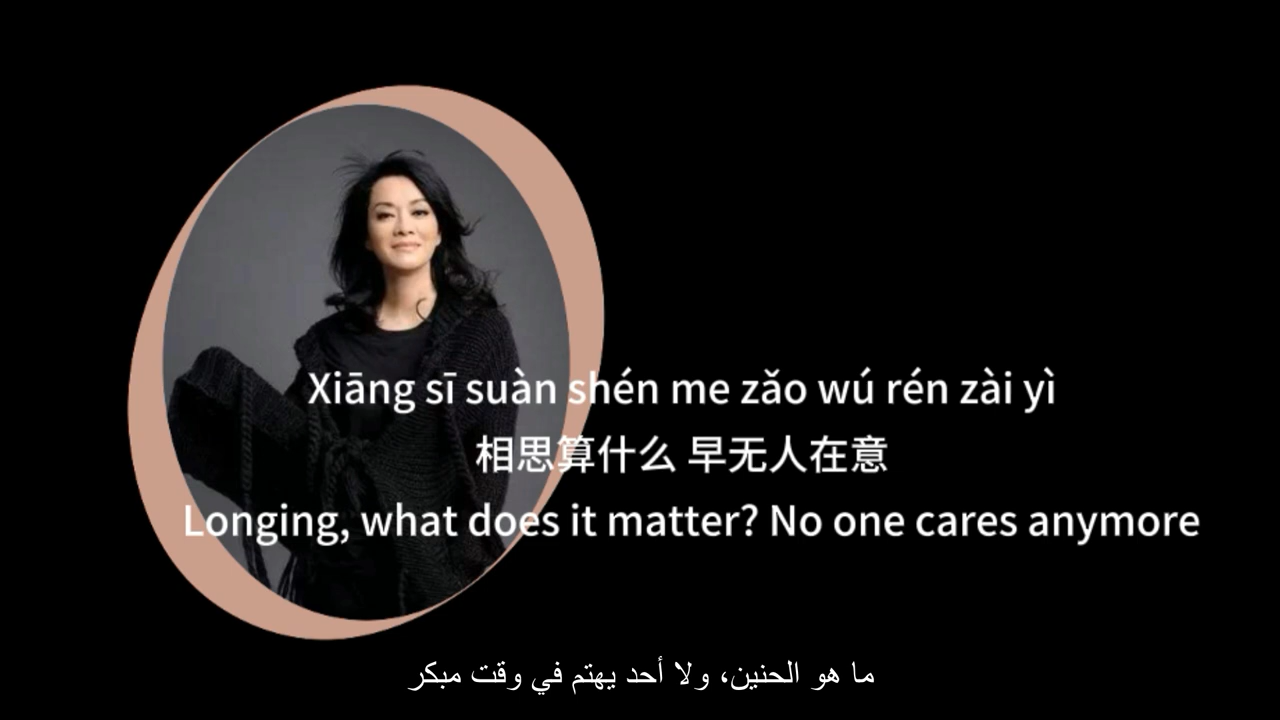 Xiāng sī suàn shén me zǎo wú rén zài yì
相思算什么 早无人在意
Longing, what does it matter? No one cares anymore
ما هو الحنين، ولا أحد يهتم في وقت مبكر